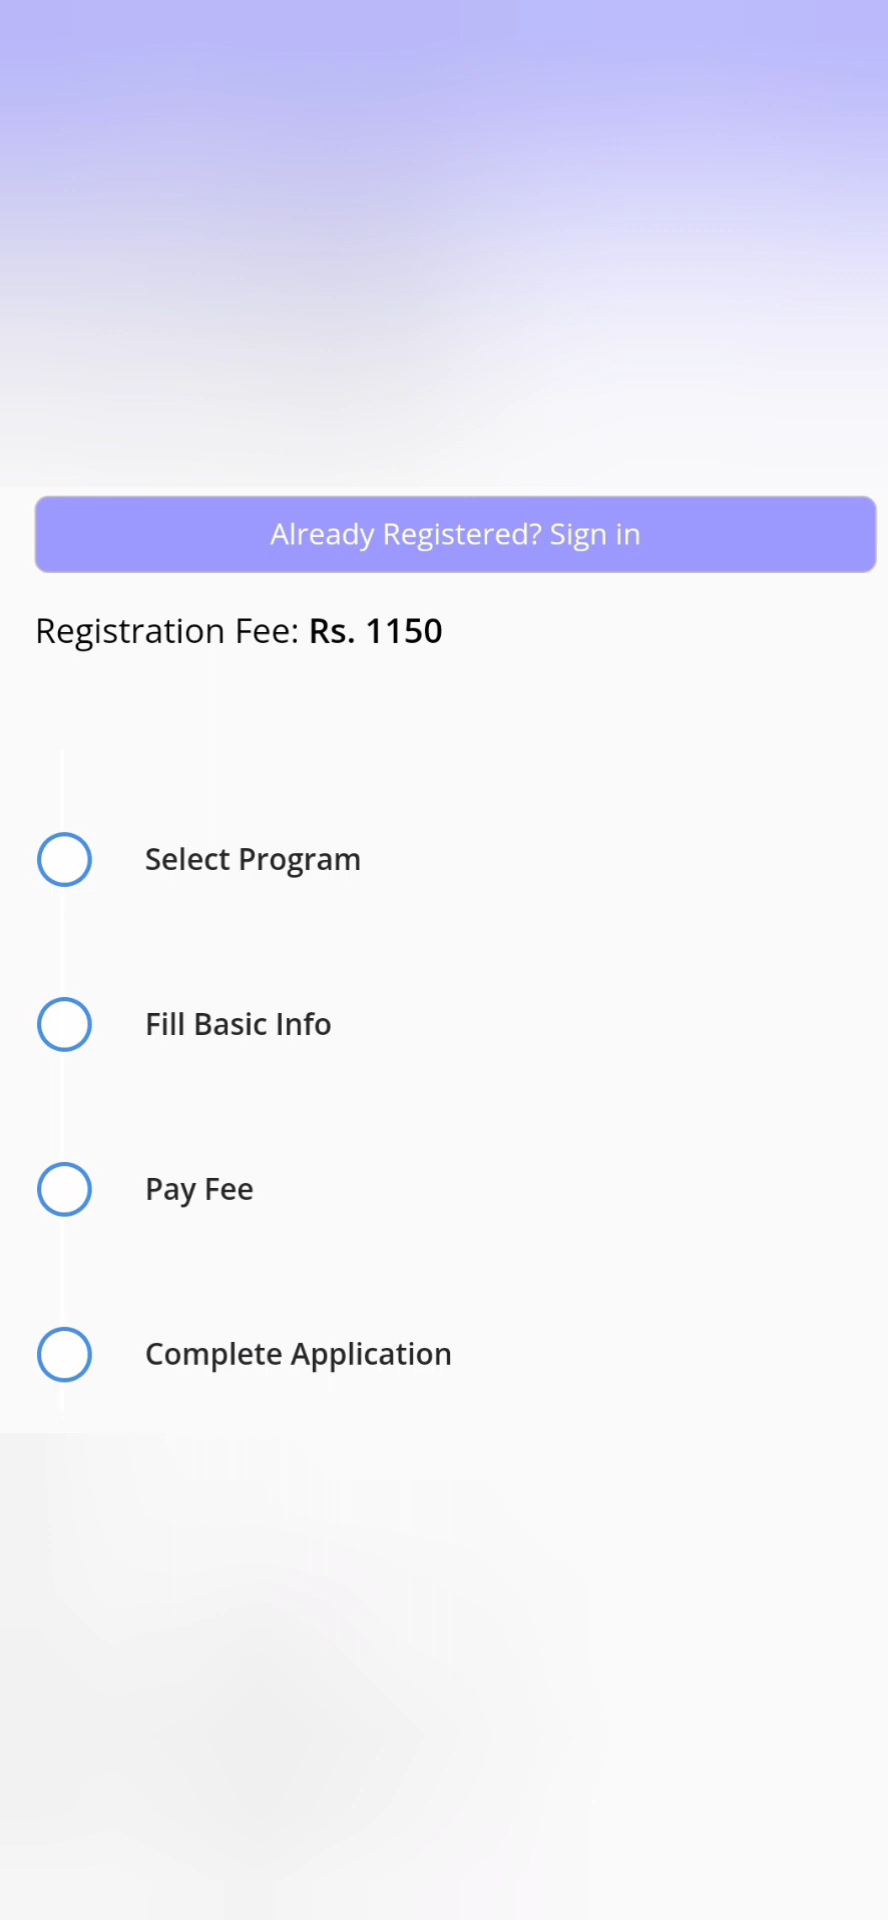 Already Registered? Sign in
Registration Fee: Rs. 1150
Select Program
Fill Basic Info
Pay Fee
Complete Application